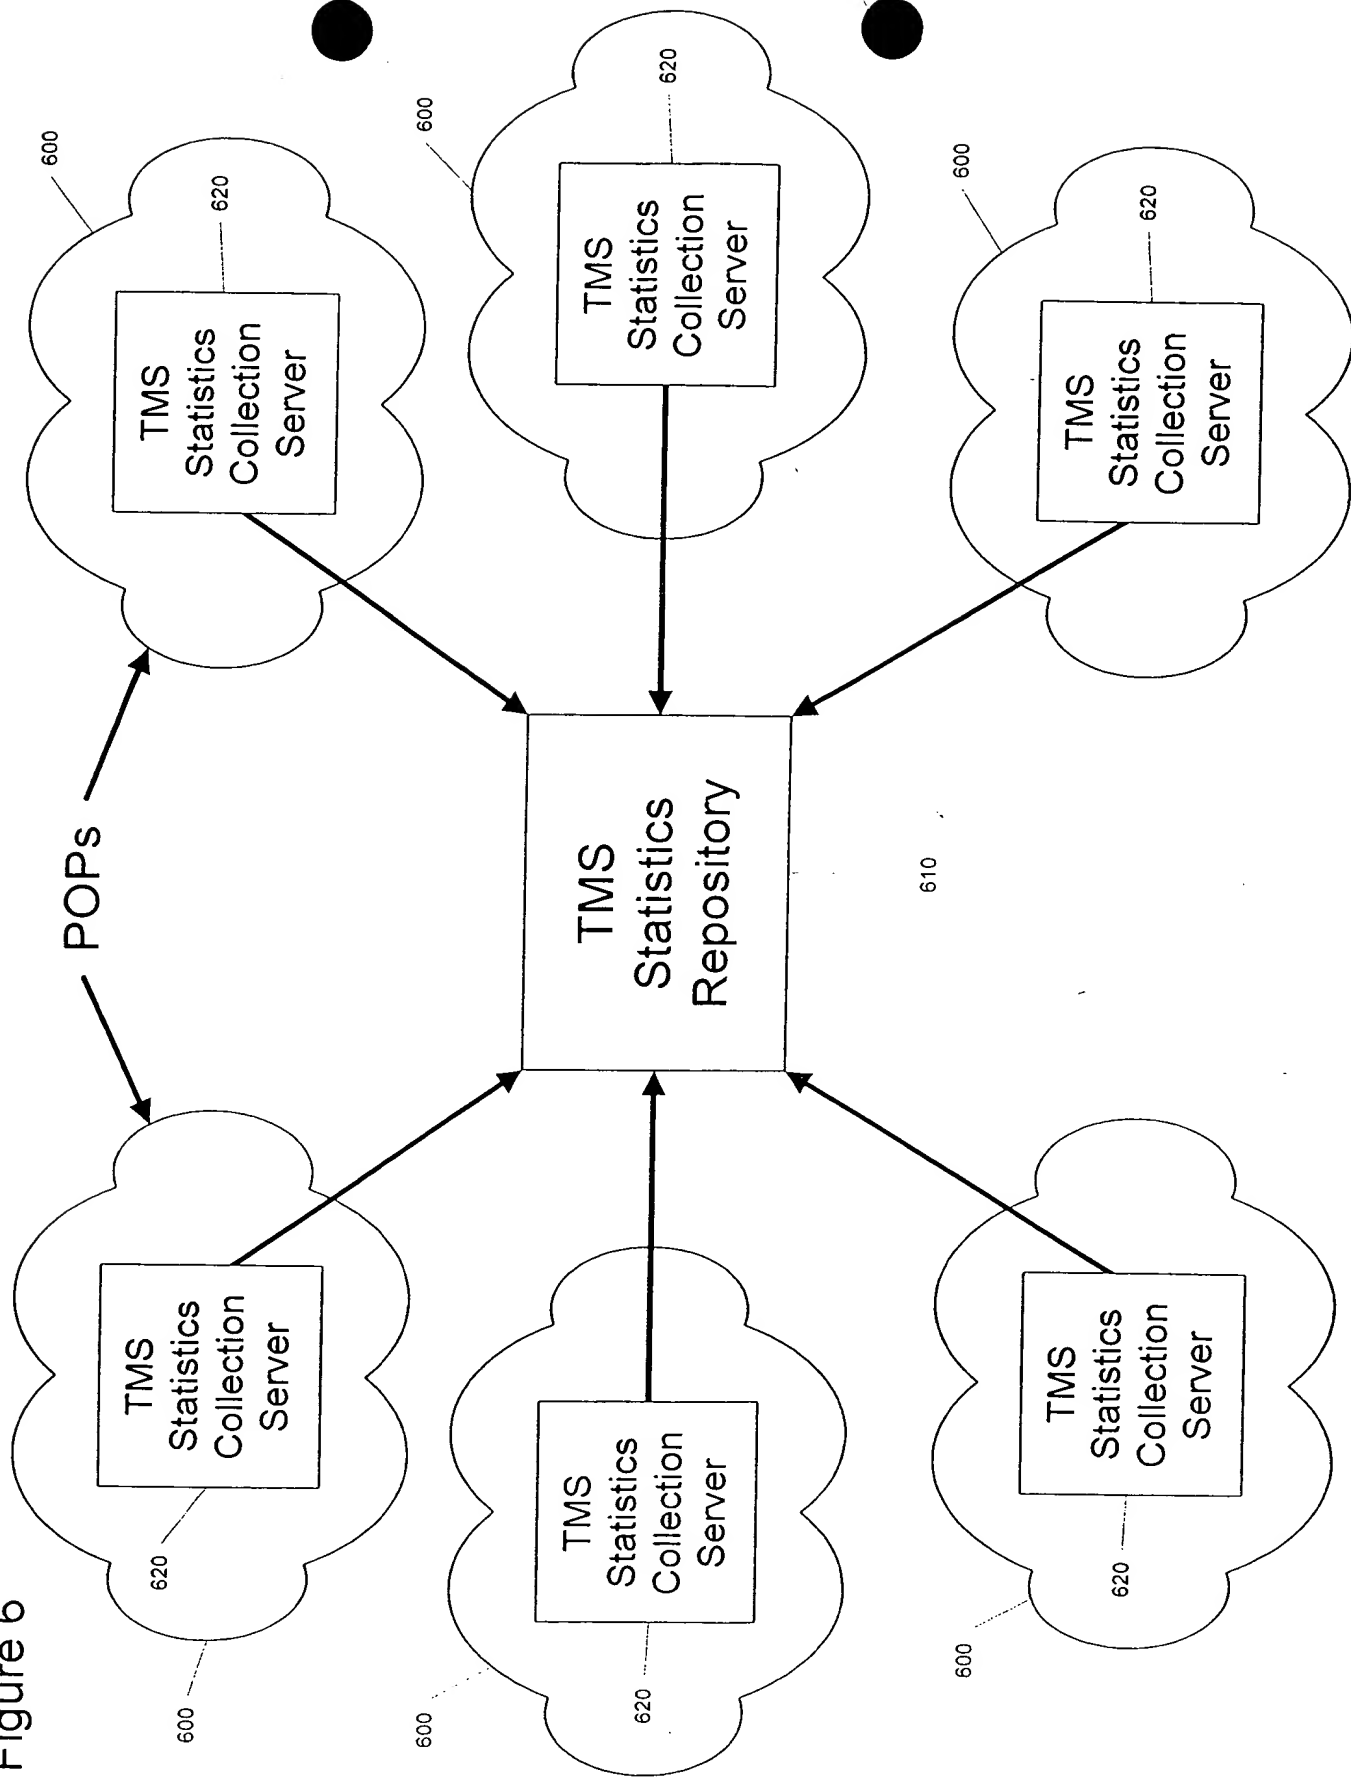 Figure 6
POPs
600
620
TMS
Statistics
Collection
Server
600
620
TMS
Statistics
Collection
Server
600
620
TMS
Statistics
Collection
Server
TMS
Statistics
Repository
610
600
620
TMS
Statistics
Collection
Server
600
620
TMS
Statistics
Collection
Server
600
620
TMS
Statistics
Collection
Server